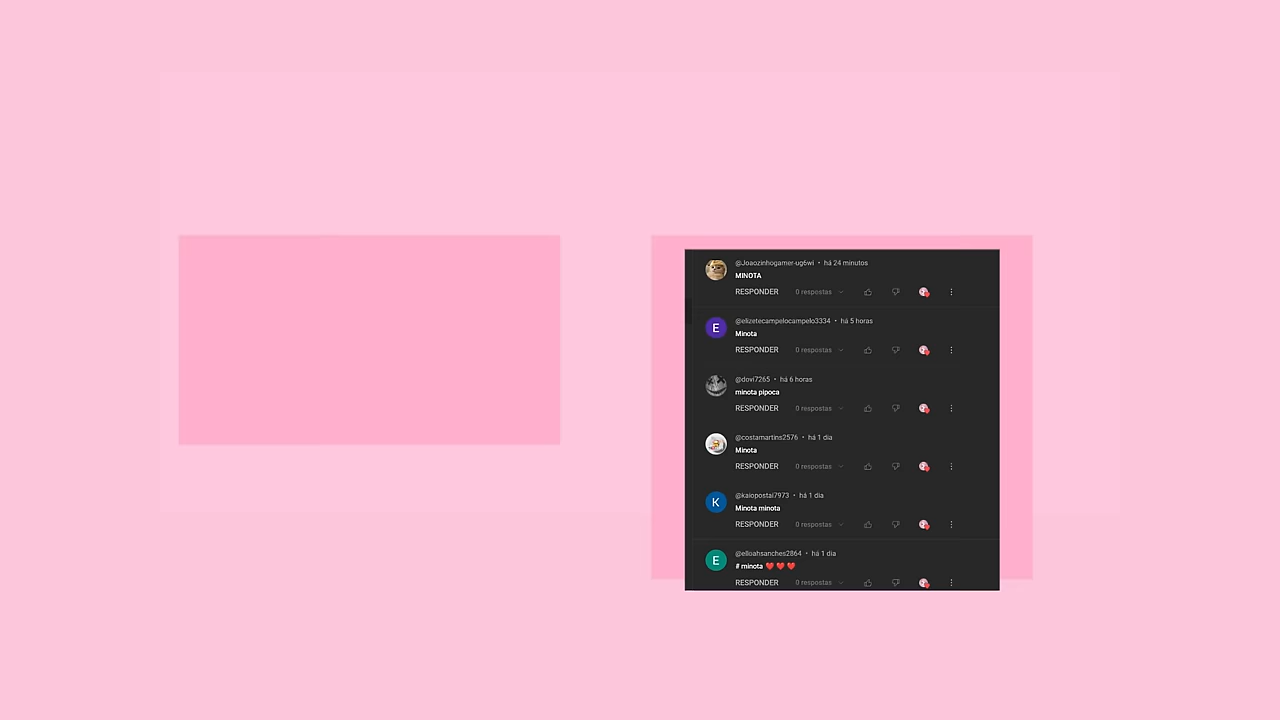 @Joaozinhogamer-ug6wi • há 24 minutos
MINOTA
RESPONDER 0 respostas
E
@elizetecampelocampelo3334 • há 5 horas
Minota
RESPONDER 0 respostas
@dovi7265 • há 6 horas
minota pipoca
RESPONDER 0 respostas
@costamartins2576 • há 1 dia
Minota
RESPONDER 0 respostas
K
@kaiopostai7973 • há 1 dia
Minota minota
RESPONDER 0 respostas
E
@elloahsanches2864 • há 1 dia
# minota ❤️ ❤️ ❤️
RESPONDER 0 respostas